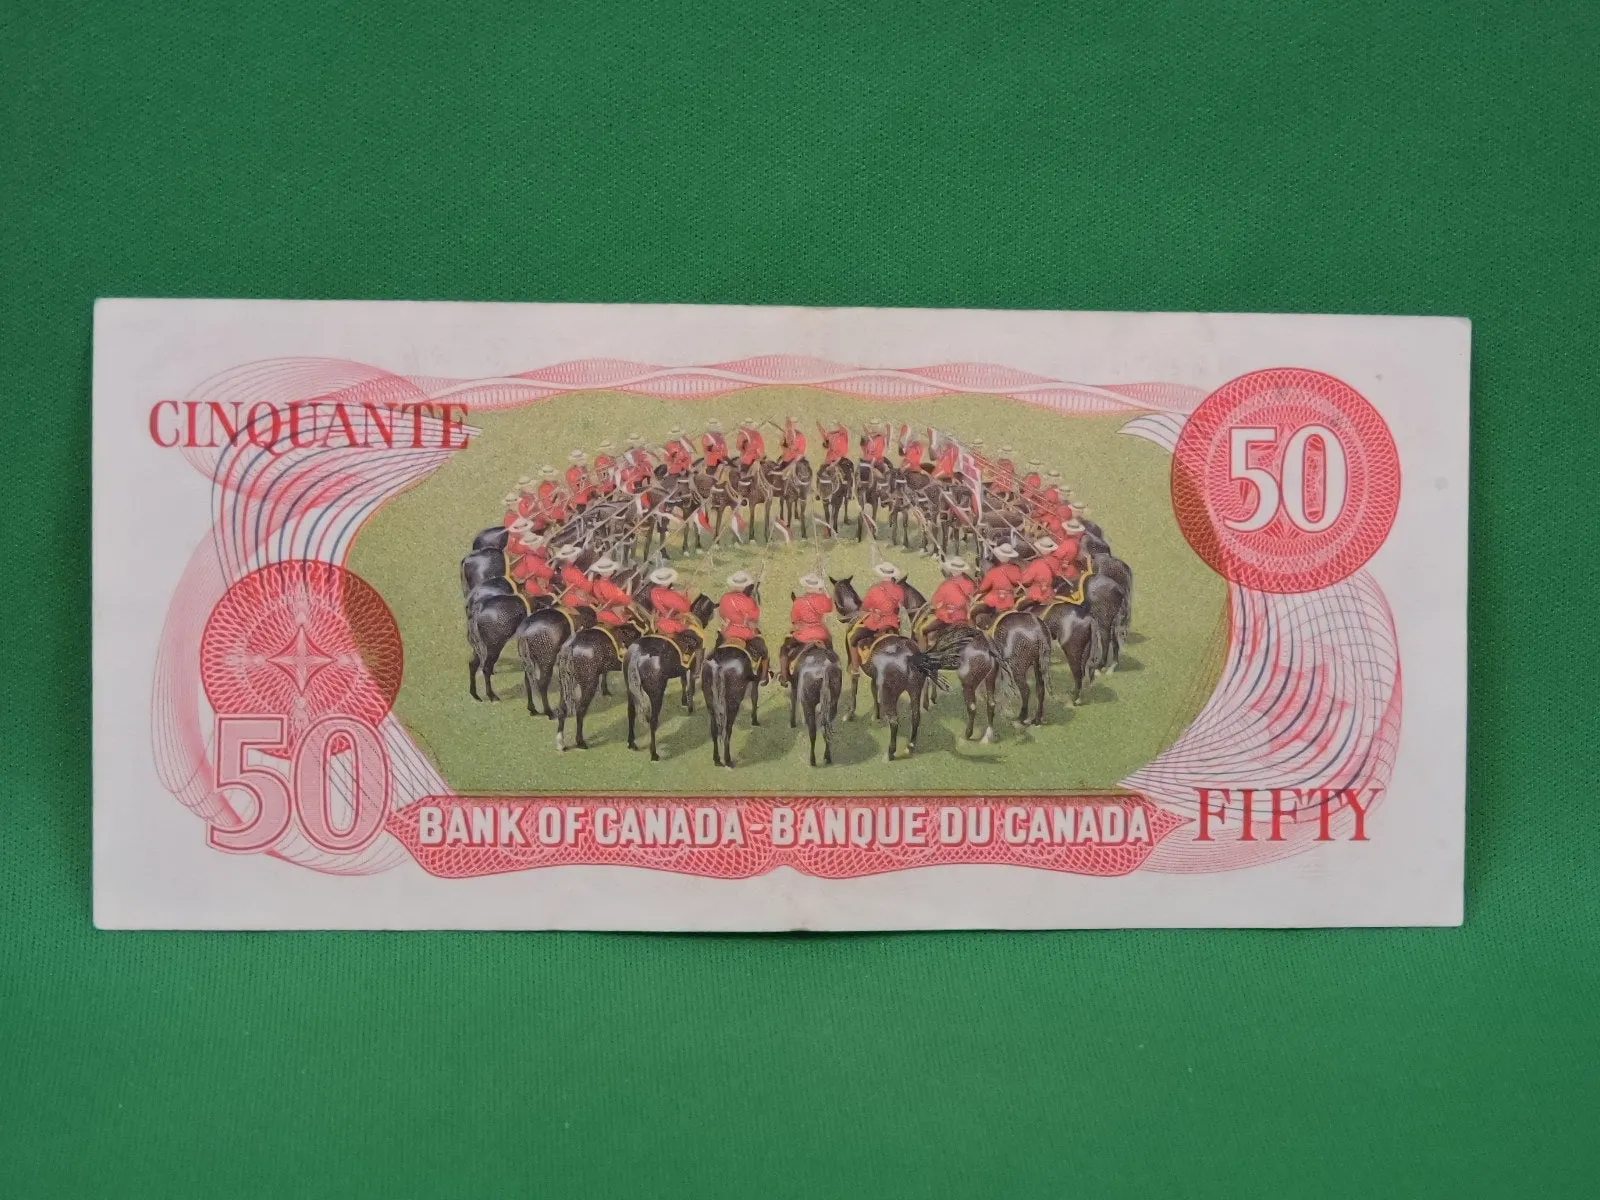 CINQUANTE
50
50
BANK OF CANADA-BANQUE DU CANADA
FIFTY